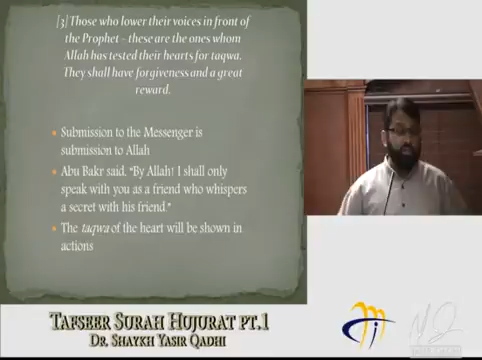 [3] Those who lower their voices in front of
the Prophet – these are the ones whom
Allah has tested their hearts for taqwa.
They shall have forgiveness and a great
reward.
Submission to the Messenger is
submission to Allah
Abu Bakr said, "By Allah! I shall only
speak with you as a friend who whispers
a secret with his friend."
The taqwa of the heart will be shown in
actions
TAFSEER SURAH HUJURAT PT.1
DR. SHAYKH YASIR QADHI